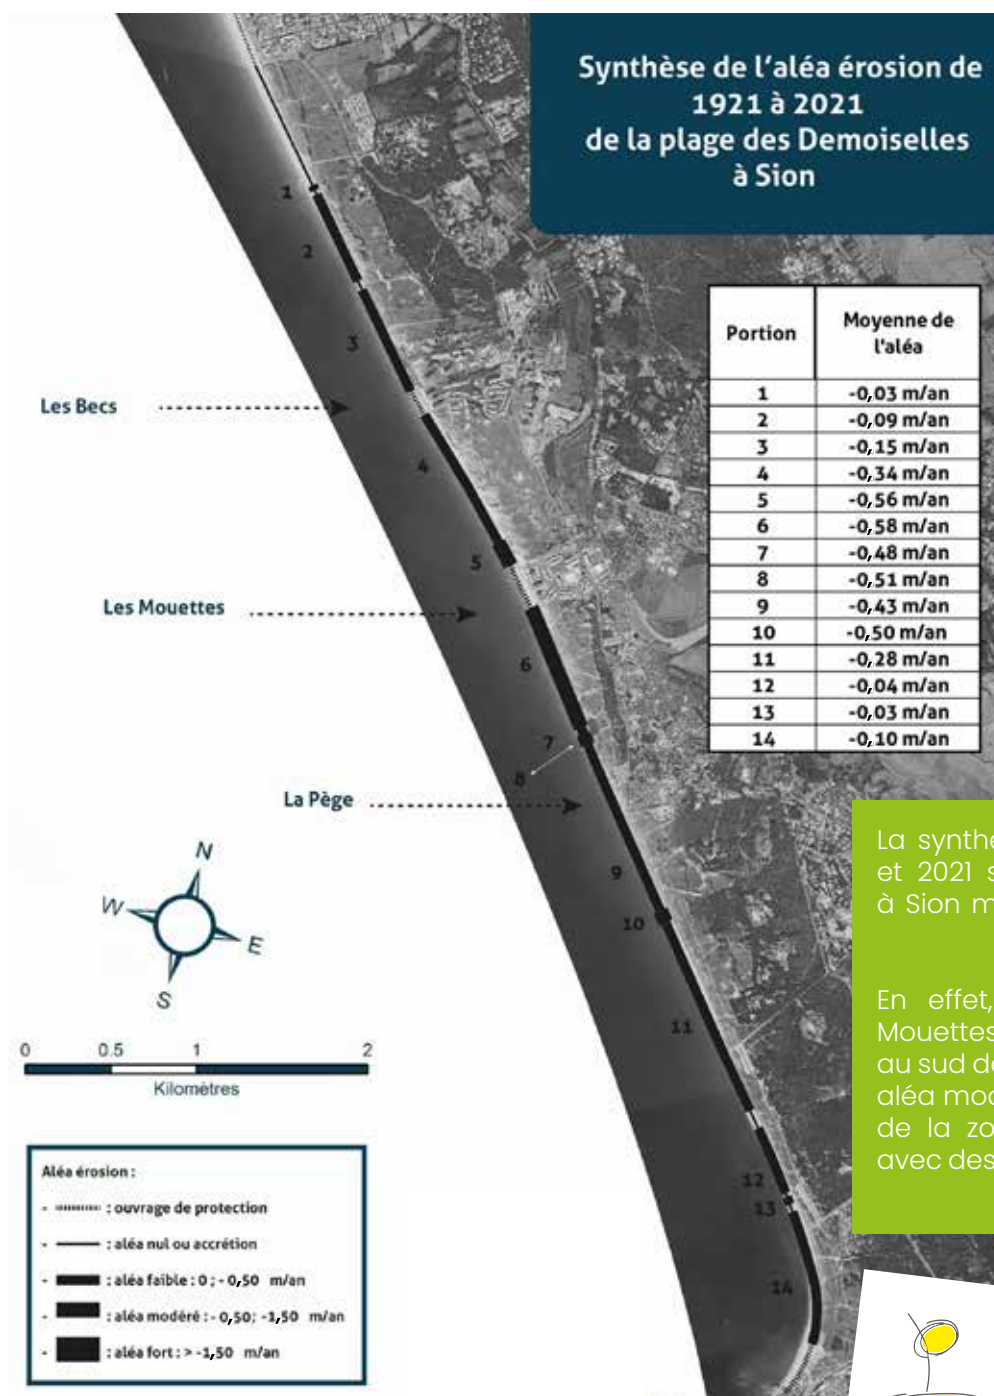 Synthèse de l'aléa érosion de
1921 à 2021
de la plage des Demoiselles
à Sion
Portion Moyenne de l'aléa
1 -0,03 m/an
2 -0,09 m/an
3 -0,15 m/an
4 -0,34 m/an
5 -0,56 m/an
6 -0,58 m/an
7 -0,48 m/an
8 -0,51 m/an
9 -0,43 m/an
10 -0,50 m/an
11 -0,28 m/an
12 -0,04 m/an
13 -0,03 m/an
14 -0,10 m/an
1
2
3
Les Becs
4
5
Les Mouettes
6
7
8
La Pège
9
10
11
12
13
14
N
W
E
S
0 0.5 1 2
Kilomètres
Aléa érosion :
- : ouvrage de protection
- : aléa nul ou accrétion
- : aléa faible : 0 ; - 0,50 m/an
- : aléa modéré : - 0,50; -1,50 m/an
- : aléa fort : > -1,50 m/an
La synthè
et 2021 s
à Sion m
En effet,
Mouettes
au sud de
aléa mod
de la zo
avec des